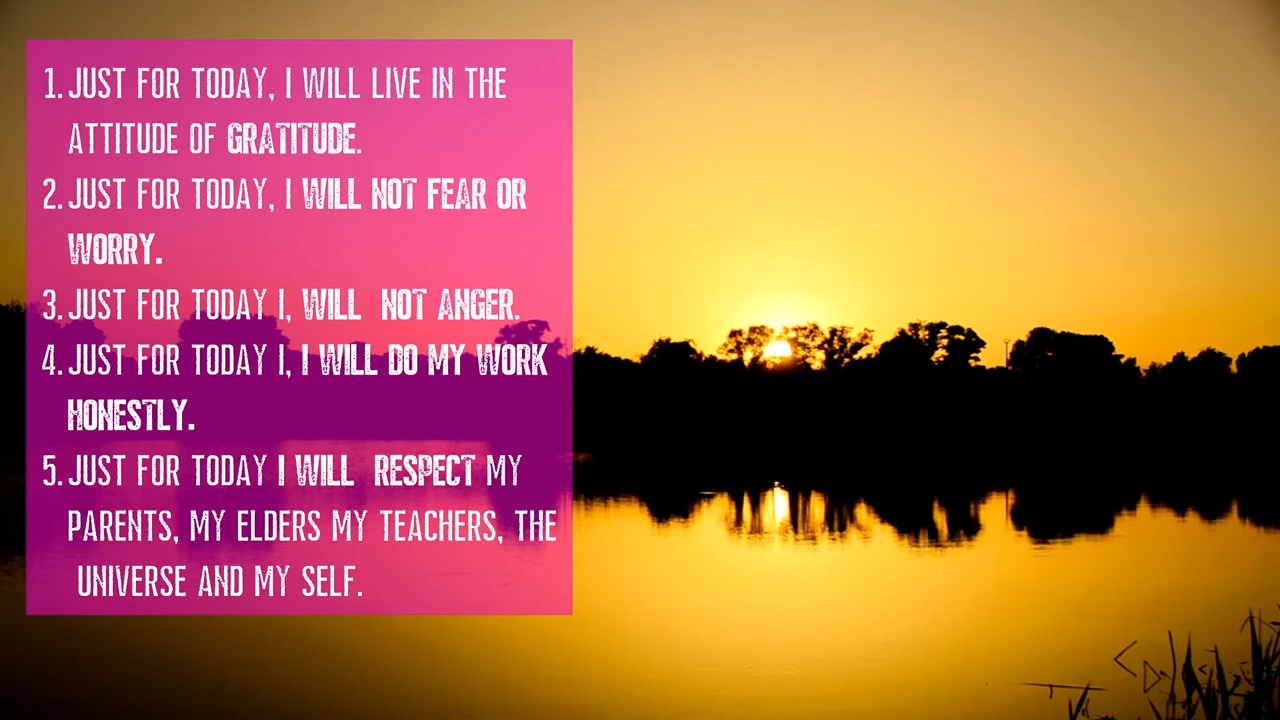 1. JUST FOR TODAY, I WILL LIVE IN THE
ATTITUDE OF GRATITUDE.
2. JUST FOR TODAY, I WILL NOT FEAR OR
WORRY.
3. JUST FOR TODAY I, WILL NOT ANGER.
4. JUST FOR TODAY I, I WILL DO MY WORK
HONESTLY.
5. JUST FOR TODAY I WILL RESPECT MY
PARENTS, MY ELDERS MY TEACHERS, THE
UNIVERSE AND MY SELF.